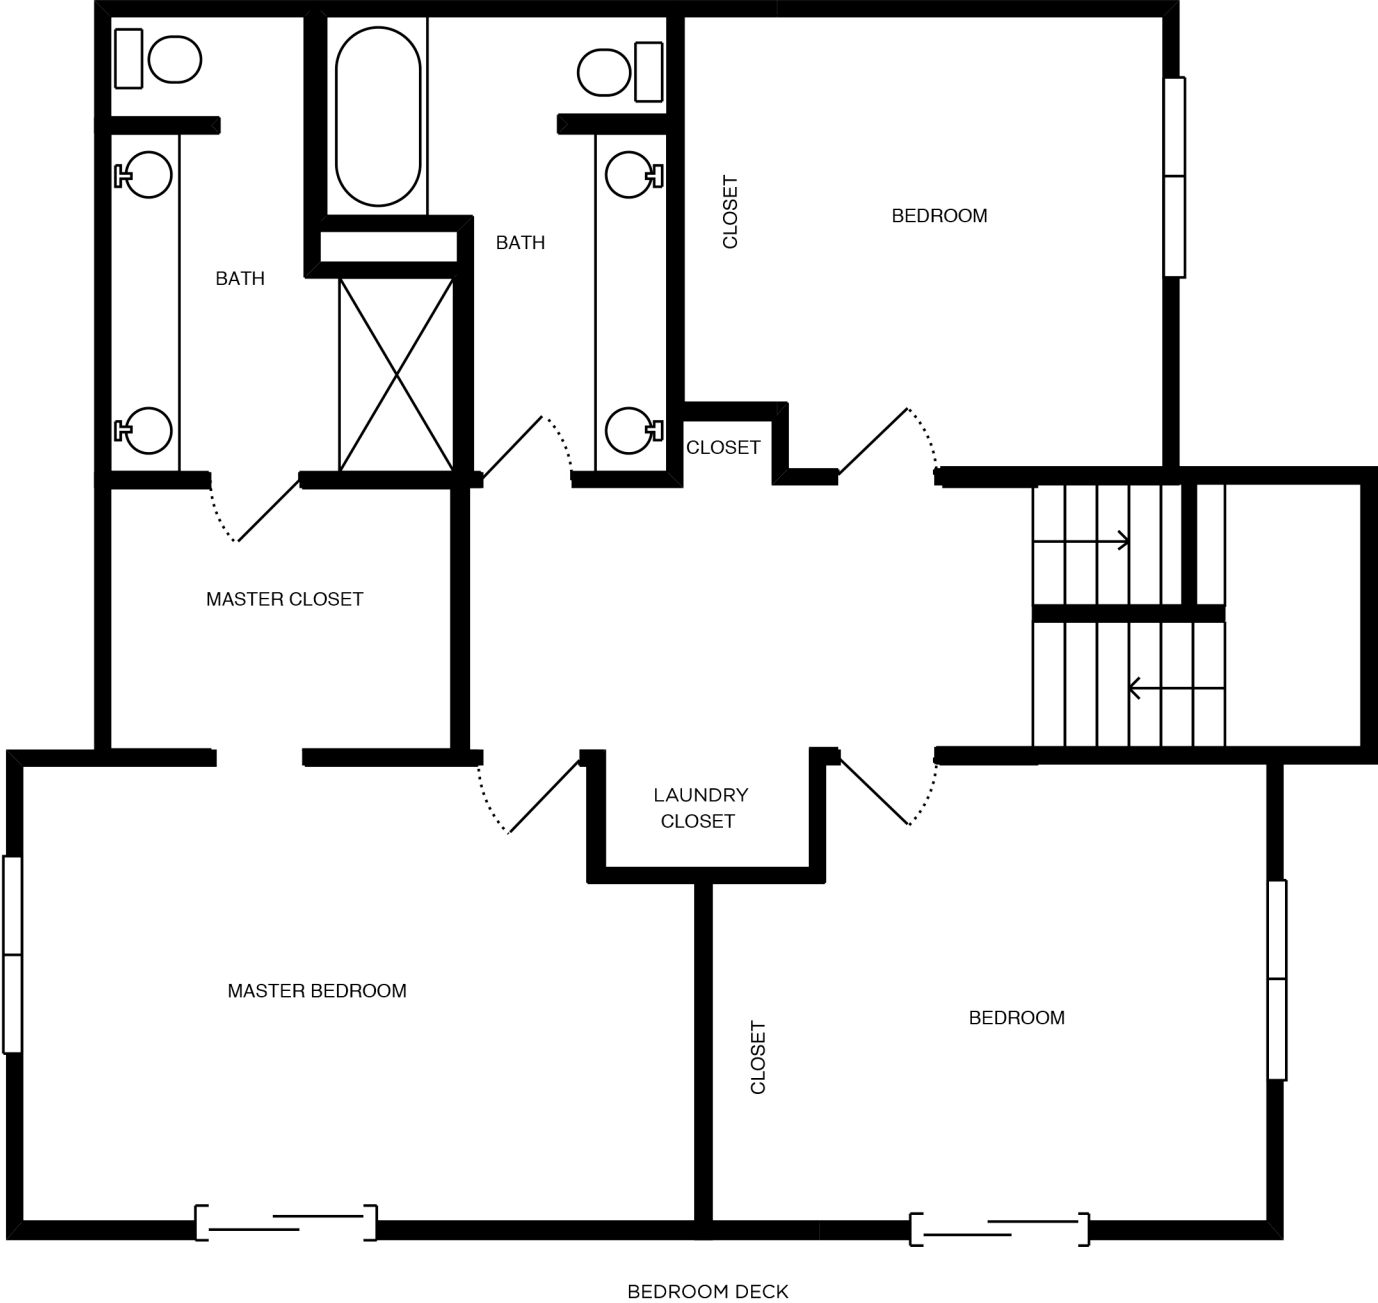 CLOSET
BEDROOM
BATH
BATH
CLOSET
MASTER CLOSET
LAUNDRY
CLOSET
MASTER BEDROOM
BEDROOM
CLOSET
BEDROOM DECK